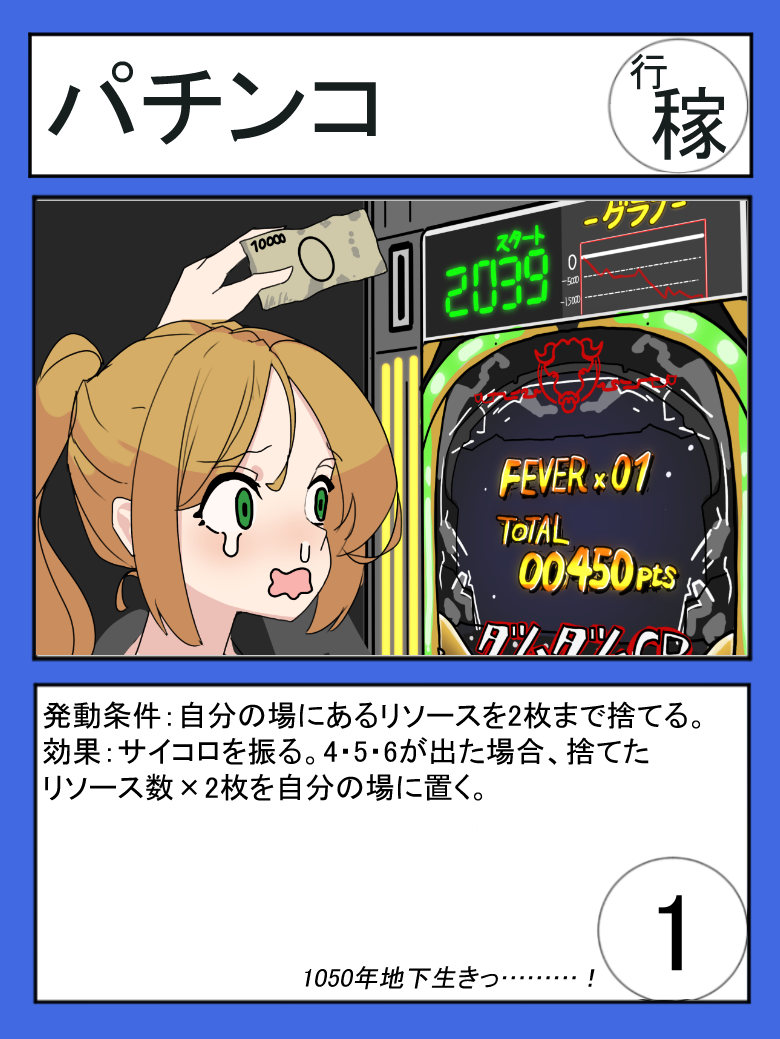 パチンコ
行
稼
10000
スタート
2039
-グラフ-
0
-5000
-15000
FEVER×01
TOTAL
00450pts
発動条件：自分の場にあるリソースを2枚まで捨てる。
効果：サイコロを振る。4・5・6が出た場合、捨てた
リソース数×2枚を自分の場に置く。
1
1050年地下生きっ………！